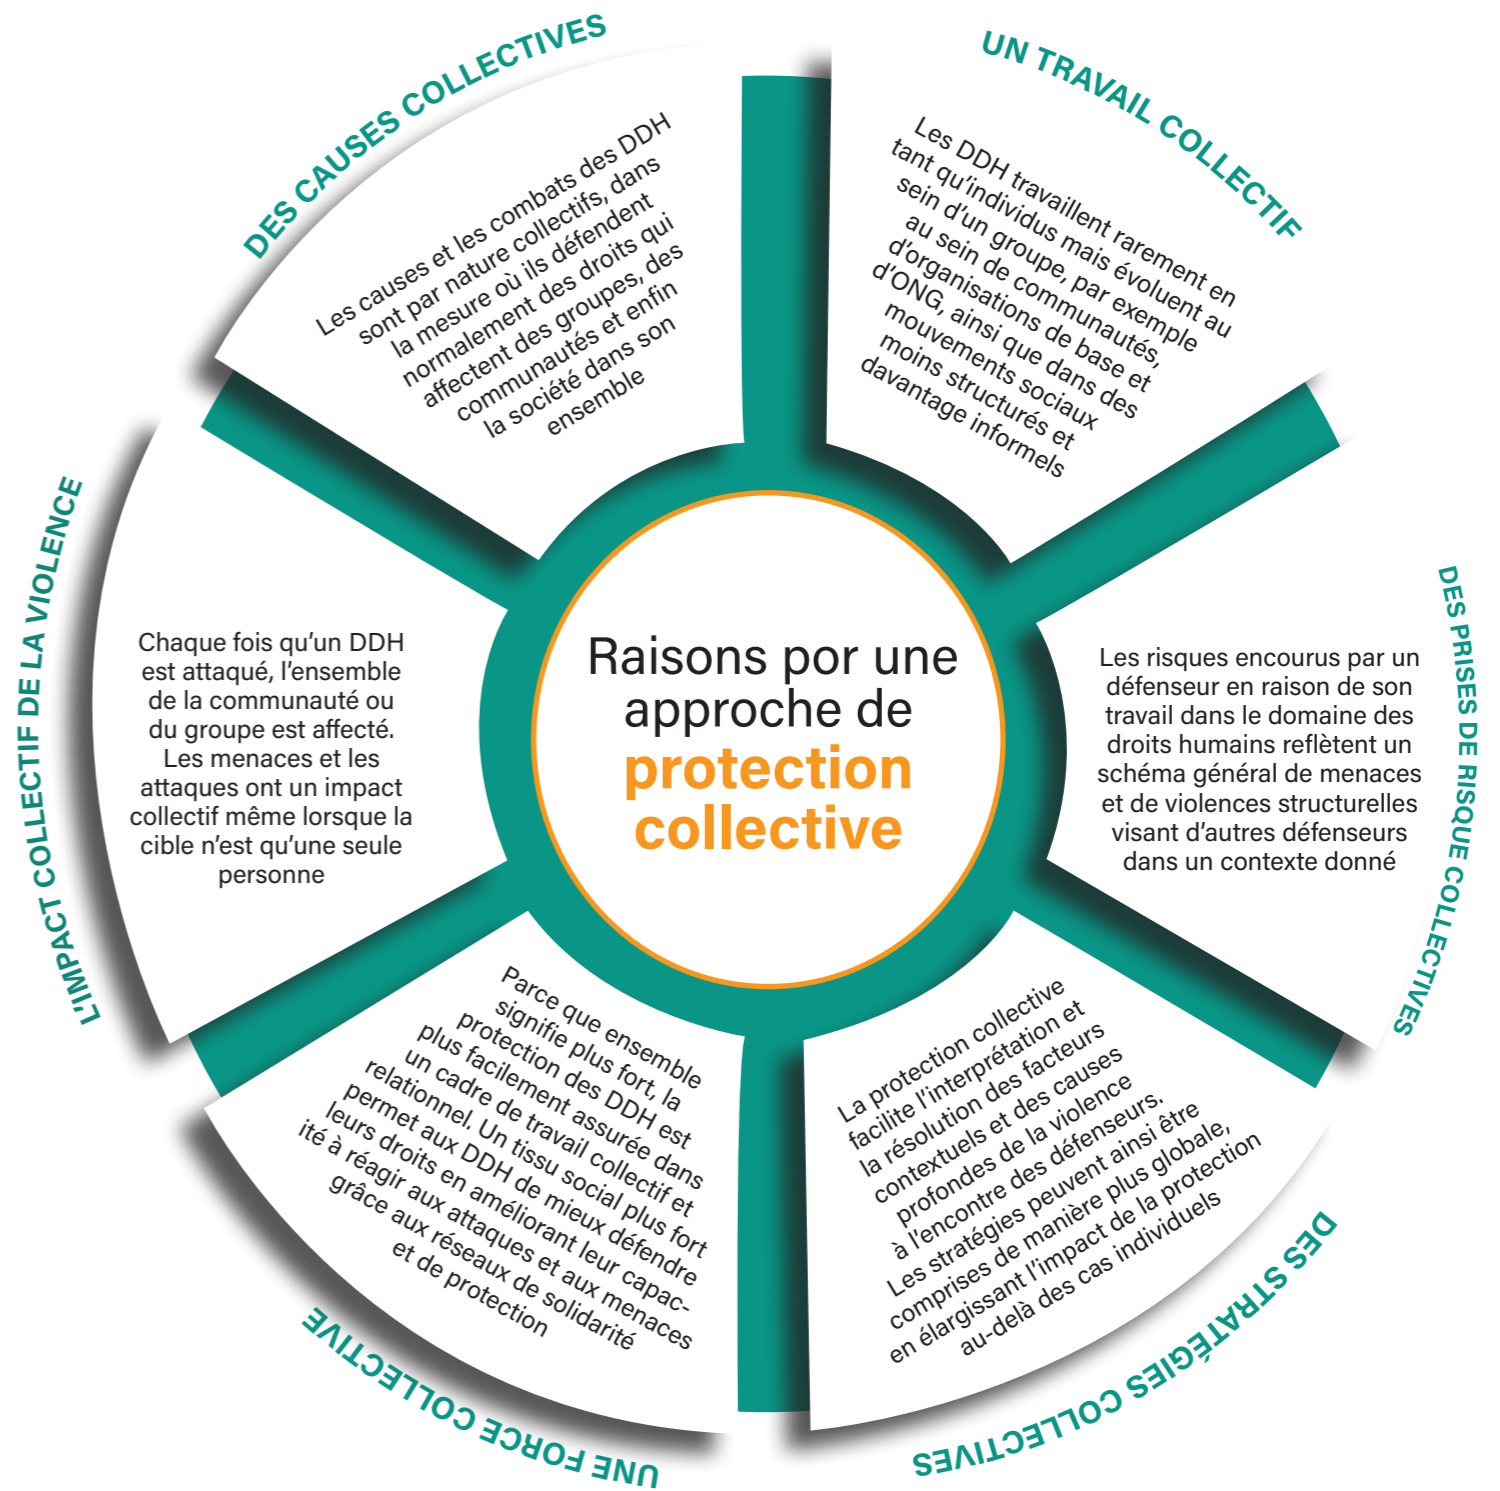 Raisons por une
approche de
protection
collective
UN TRAVAIL COLLECTIF
Les DDH travaillent rarement en
tant qu'individus mais évoluent au
sein d'un groupe, par exemple
au sein de communautés,
d'organisations de base et
d'ONG, ainsi que dans des
mouvements sociaux
moins structurés et
davantage informels
DES PRISES DE RISQUE COLLECTIVES
Les risques encourus par un
défenseur en raison de son
travail dans le domaine des
droits humains reflètent un
schéma général de menaces
et de violences structurelles
visant d'autres défenseurs
dans un contexte donné
DES STRATÉGIES COLLECTIVES
La protection collective
facilite l'interprétation et
la résolution des facteurs
contextuels et des causes
profondes de la violence
à l'encontre des défenseurs.
Les stratégies peuvent ainsi être
comprises de manière plus globale,
en élargissant l'impact de la protection
au-delà des cas individuels
UNE FORCE COLLECTIVE
Parce que ensemble
signifie plus fort, la
protection des DDH est
plus facilement assurée dans
un cadre de travail collectif et
relationnel. Un tissu social plus fort
permet aux DDH de mieux défendre
leurs droits en améliorant leur capac-
ité à réagir aux attaques et aux menaces
grâce aux réseaux de solidarité
et de protection
L'IMPACT COLLECTIF DE LA VIOLENCE
Chaque fois qu'un DDH
est attaqué, l'ensemble
de la communauté ou
du groupe est affecté.
Les menaces et les
attaques ont un impact
collectif même lorsque la
cible n'est qu'une seule
personne
DES CAUSES COLLECTIVES
Les causes et les combats des DDH
sont par nature collectifs, dans
la mesure où ils défendent
normalement des droits qui
affectent des groupes, des
communautés et enfin
la société dans son
ensemble